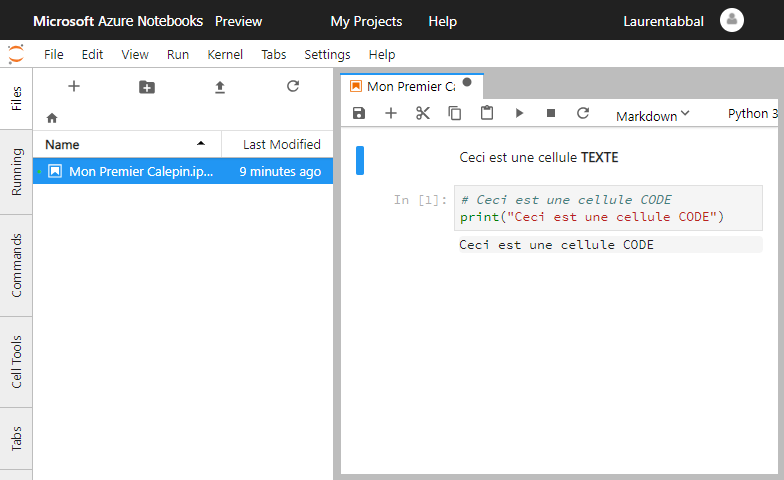 Microsoft Azure Notebooks Preview My Projects Help Laurentabbal
File Edit View Run Kernel Tabs Settings Help
Files
Running
Commands
Cell Tools
Tabs
Name Last Modified
Mon Premier Calepin.ip... 9 minutes ago
Mon Premier Ca
Markdown Python 3
Ceci est une cellule TEXTE
In [1]: # Ceci est une cellule CODE
print("Ceci est une cellule CODE")
Ceci est une cellule CODE